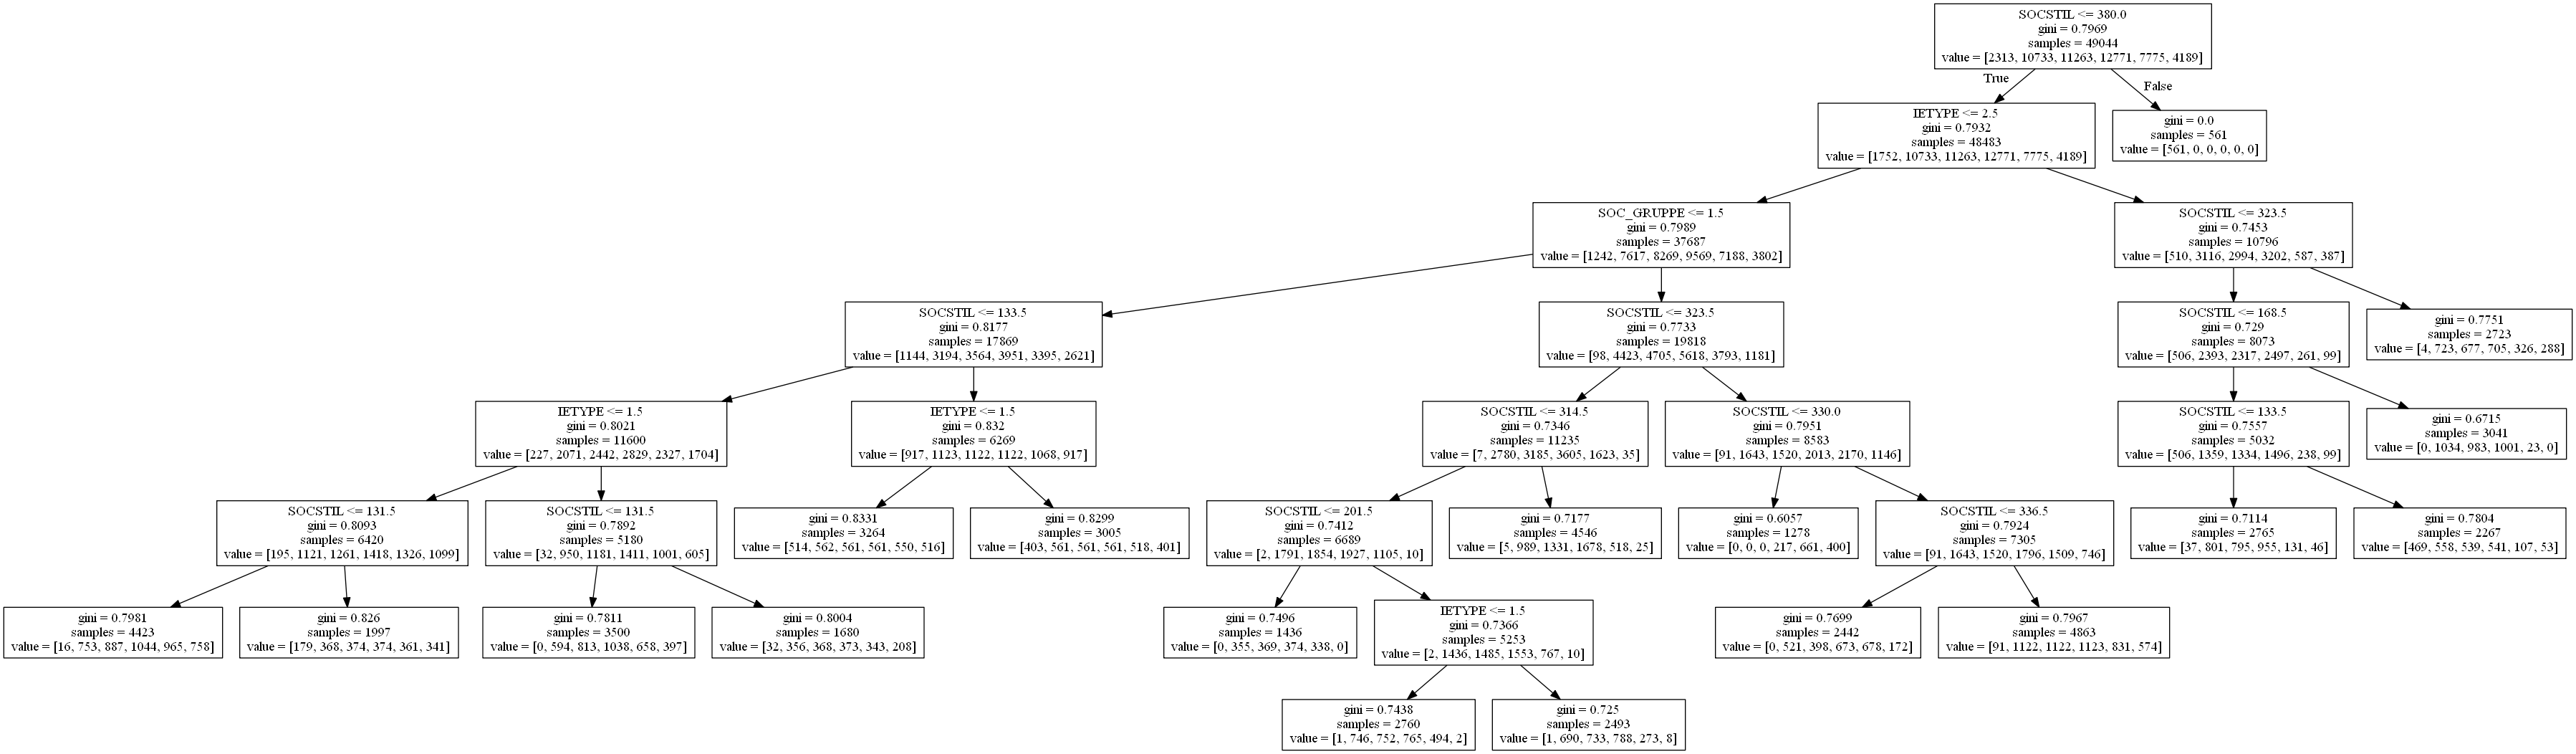 SOCSTIL <= 380.0
gini = 0.7969
samples = 49044
value = [2313, 10733, 11263, 12771, 7775, 4189]
True
False
IETYPE <= 2.5
gini = 0.7932
samples = 48483
value = [1752, 10733, 11263, 12771, 7775, 4189]
gini = 0.0
samples = 561
value = [561, 0, 0, 0, 0, 0]
SOC_GRUPPE <= 1.5
gini = 0.7989
samples = 37687
value = [1242, 7617, 8269, 9569, 7188, 3802]
SOCSTIL <= 323.5
gini = 0.7453
samples = 10796
value = [510, 3116, 2994, 3202, 587, 387]
SOCSTIL <= 133.5
gini = 0.8177
samples = 17869
value = [1144, 3194, 3564, 3951, 3395, 2621]
SOCSTIL <= 323.5
gini = 0.7733
samples = 19818
value = [98, 4423, 4705, 5618, 3793, 1181]
SOCSTIL <= 168.5
gini = 0.729
samples = 8073
value = [506, 2393, 2317, 2497, 261, 99]
gini = 0.7751
samples = 2723
value = [4, 723, 677, 705, 326, 288]
IETYPE <= 1.5
gini = 0.8021
samples = 11600
value = [227, 2071, 2442, 2829, 2327, 1704]
IETYPE <= 1.5
gini = 0.832
samples = 6269
value = [917, 1123, 1122, 1122, 1068, 917]
SOCSTIL <= 314.5
gini = 0.7346
samples = 11235
value = [7, 2780, 3185, 3605, 1623, 35]
SOCSTIL <= 330.0
gini = 0.7951
samples = 8583
value = [91, 1643, 1520, 2013, 2170, 1146]
SOCSTIL <= 133.5
gini = 0.7557
samples = 5032
value = [506, 1359, 1334, 1496, 238, 99]
gini = 0.6715
samples = 3041
value = [0, 1034, 983, 1001, 23, 0]
SOCSTIL <= 131.5
gini = 0.8093
samples = 6420
value = [195, 1121, 1261, 1418, 1326, 1099]
SOCSTIL <= 131.5
gini = 0.7892
samples = 5180
value = [32, 950, 1181, 1411, 1001, 605]
gini = 0.8331
samples = 3264
value = [514, 562, 561, 561, 550, 516]
gini = 0.8299
samples = 3005
value = [403, 561, 561, 561, 518, 401]
SOCSTIL <= 201.5
gini = 0.7412
samples = 6689
value = [2, 1791, 1854, 1927, 1105, 10]
gini = 0.7177
samples = 4546
value = [5, 989, 1331, 1678, 518, 25]
gini = 0.6057
samples = 1278
value = [0, 0, 0, 217, 661, 400]
SOCSTIL <= 336.5
gini = 0.7924
samples = 7305
value = [91, 1643, 1520, 1796, 1509, 746]
gini = 0.7114
samples = 2765
value = [37, 801, 795, 955, 131, 46]
gini = 0.7804
samples = 2267
value = [469, 558, 539, 541, 107, 53]
gini = 0.7981
samples = 4423
value = [16, 753, 887, 1044, 965, 758]
gini = 0.826
samples = 1997
value = [179, 368, 374, 374, 361, 341]
gini = 0.7811
samples = 3500
value = [0, 594, 813, 1038, 658, 397]
gini = 0.8004
samples = 1680
value = [32, 356, 368, 373, 343, 208]
gini = 0.7496
samples = 1436
value = [0, 355, 369, 374, 338, 0]
IETYPE <= 1.5
gini = 0.7366
samples = 5253
value = [2, 1436, 1485, 1553, 767, 10]
gini = 0.7699
samples = 2442
value = [0, 521, 398, 673, 678, 172]
gini = 0.7967
samples = 4863
value = [91, 1122, 1122, 1123, 831, 574]
gini = 0.7438
samples = 2760
value = [1, 746, 752, 765, 494, 2]
gini = 0.725
samples = 2493
value = [1, 690, 733, 788, 273, 8]